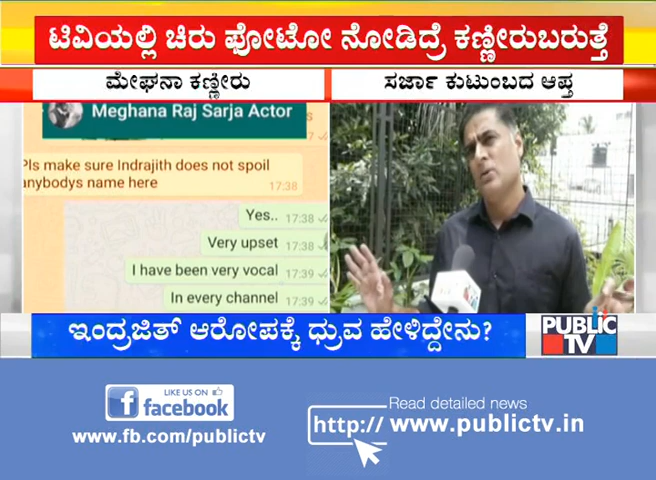 ಟಿವಿಯಲ್ಲಿ ಚಿರು ಫೋಟೋ ನೋಡಿದ್ರೆ ಕಣ್ಣೀರುಬರುತ್ತೆ
ಮೇಘನಾ ಕಣ್ಣೀರು
ಸರ್ಜಾ ಕುಟುಂಬದ ಆಪ್ತ
Meghana Raj Sarja Actor
Pls make sure Indrajith does not spoil
anybodys name here
17:38
Yes.. 17:38
Very upset 17:38
I have been very vocal 17:39
In every channel 17:39
ಇಂದ್ರಜಿತ್ ಆರೋಪಕ್ಕೆ ಧ್ರುವ ಹೇಳಿದ್ದೇನು?
PUBLiC
TV
LIKE US ON
f facebook
www.fb.com/publictv
Read detailed news
http:// www.publictv.in